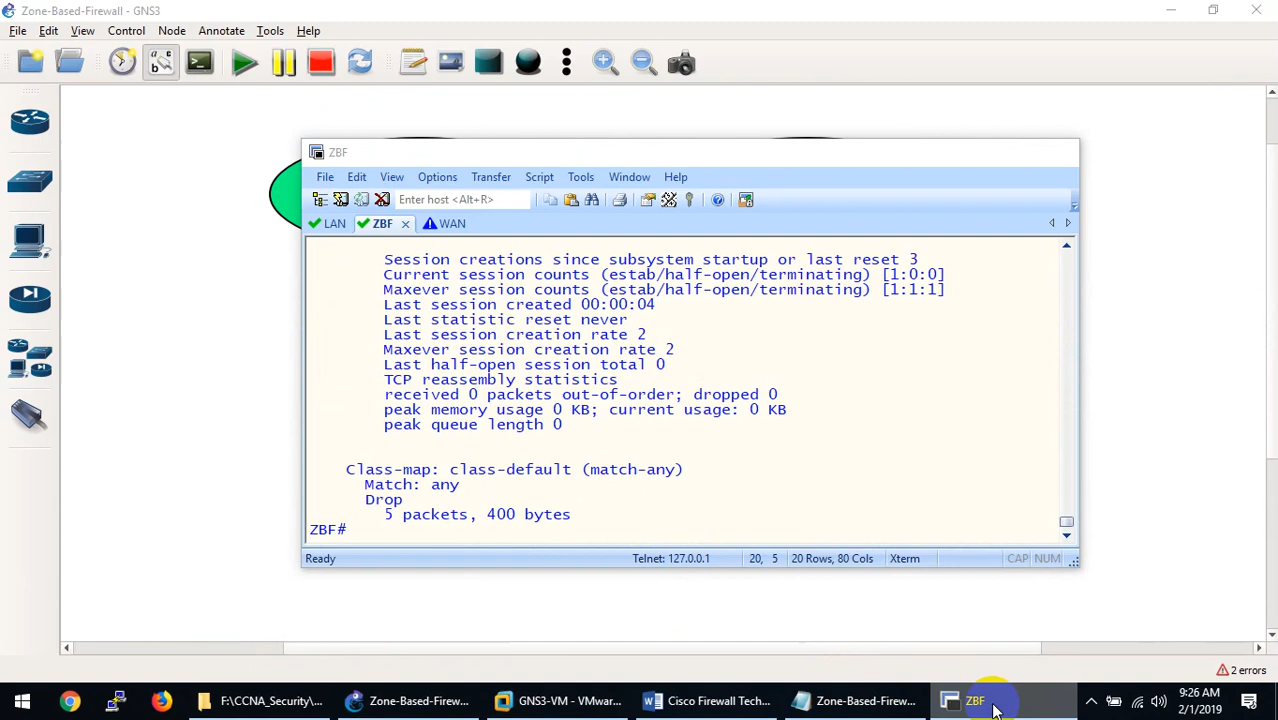 Zone-Based-Firewall - GNS3
File Edit View Control Node Annotate Tools Help
ZBF
File Edit View Options Transfer Script Tools Window Help
Enter host <Alt+R>
LAN ZBF WAN
Session creations since subsystem startup or last reset 3
Current session counts (estab/half-open/terminating) [1:0:0]
Maxever session counts (estab/half-open/terminating) [1:1:1]
Last session created 00:00:04
Last statistic reset never
Last session creation rate 2
Maxever session creation rate 2
Last half-open session total 0
TCP reassembly statistics
received 0 packets out-of-order; dropped 0
peak memory usage 0 KB; current usage: 0 KB
peak queue length 0
Class-map: class-default (match-any)
Match: any
Drop
5 packets, 400 bytes
ZBF#
Ready Telnet: 127.0.0.1 20, 5 20 Rows, 80 Cols Xterm CAP NUM
2 errors
F:\CCNA_Security\... Zone-Based-Firew... GNS3-VM - VMwar... Cisco Firewall Tech... Zone-Based-Firew... ZBF 9:26 AM
2/1/2019